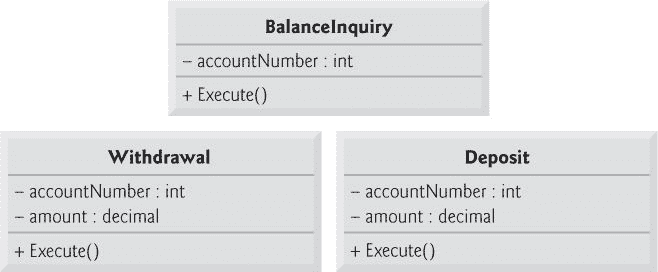 BalanceInquiry
– accountNumber : int
+ Execute()
Withdrawal
– accountNumber : int
– amount : decimal
+ Execute()
Deposit
– accountNumber : int
– amount : decimal
+ Execute()